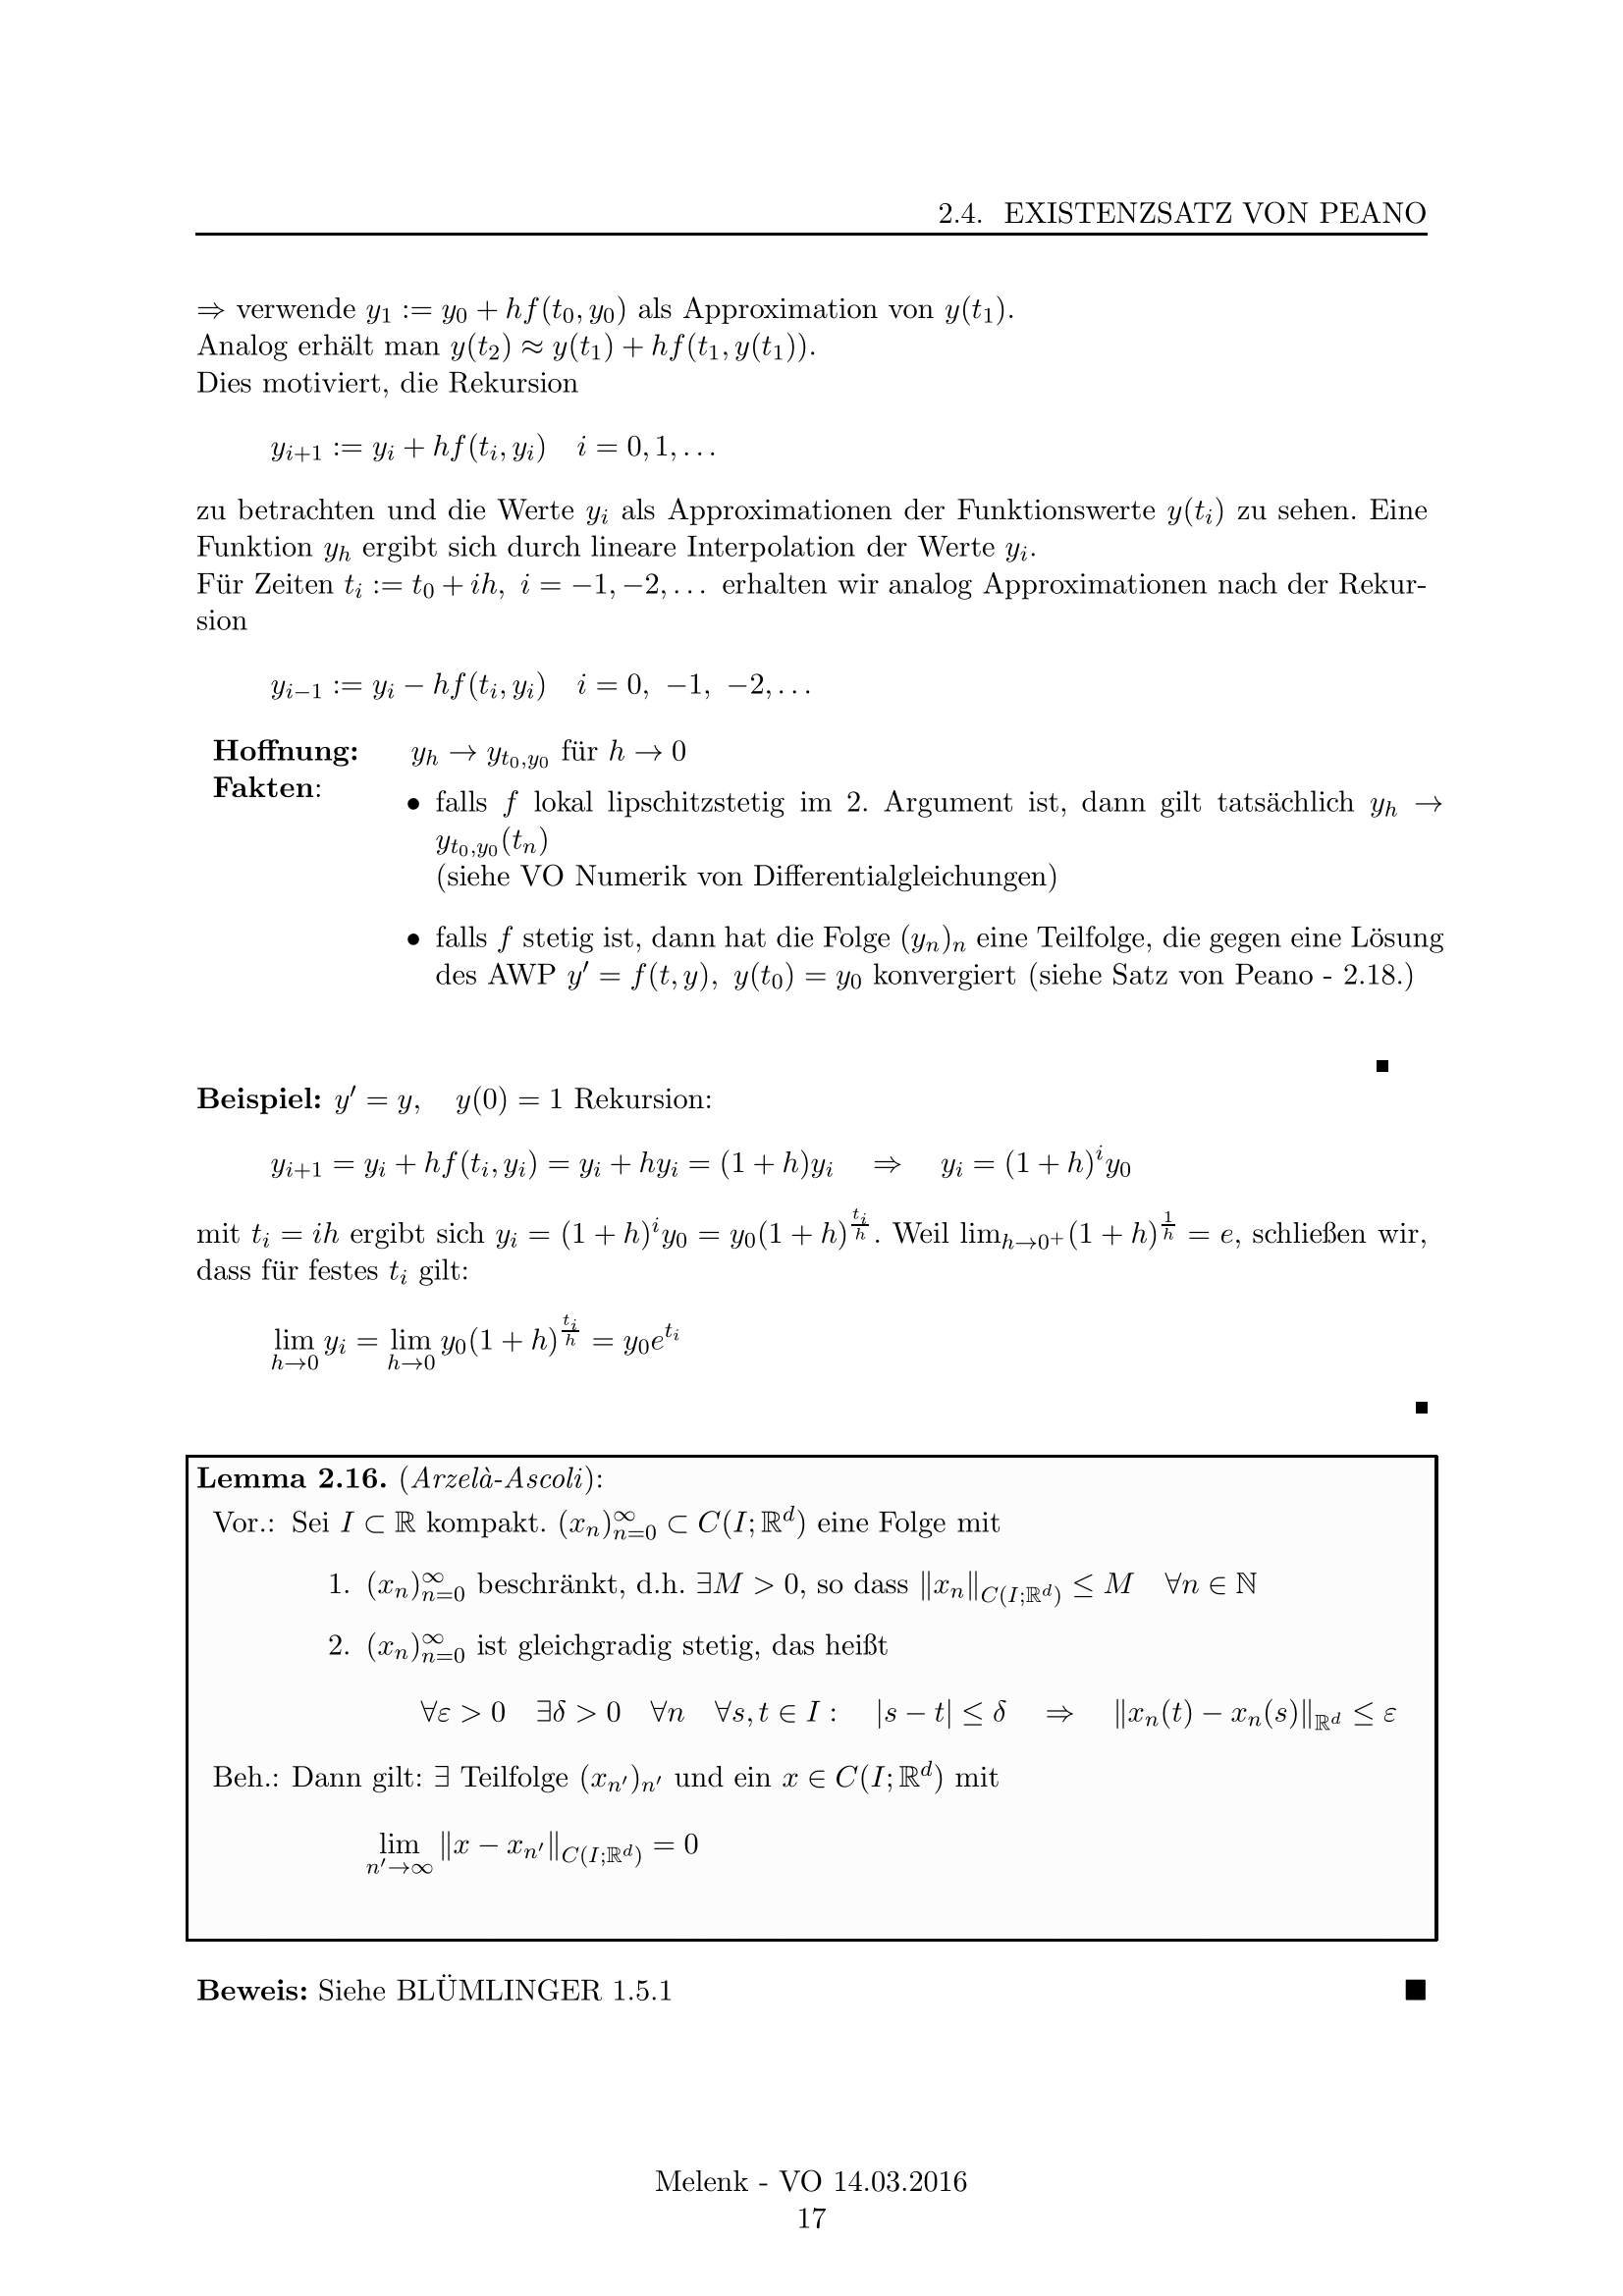 2.4. EXISTENZSATZ VON PEANO
⇒ verwende $y_1 := y_0 + hf(t_0, y_0)$ als Approximation von $y(t_1)$.
Analog erhält man $y(t_2) \approx y(t_1) + hf(t_1, y(t_1))$.
Dies motiviert, die Rekursion
$y_{i+1} := y_i + hf(t_i, y_i) \quad i = 0, 1, \ldots$
zu betrachten und die Werte $y_i$ als Approximationen der Funktionswerte $y(t_i)$ zu sehen. Eine
Funktion $y_h$ ergibt sich durch lineare Interpolation der Werte $y_i$.
Für Zeiten $t_i := t_0 + ih, \ i = -1, -2, \ldots$ erhalten wir analog Approximationen nach der Rekur-
sion
$y_{i-1} := y_i - hf(t_i, y_i) \quad i = 0, \ -1, \ -2, \ldots$
Hoffnung: $y_h \to y_{t_0,y_0}$ für $h \to 0$
Fakten:
• falls $f$ lokal lipschitzstetig im 2. Argument ist, dann gilt tatsächlich $y_h \to$
$y_{t_0,y_0}(t_n)$
(siehe VO Numerik von Differentialgleichungen)
• falls $f$ stetig ist, dann hat die Folge $(y_n)_n$ eine Teilfolge, die gegen eine Lösung
des AWP $y' = f(t, y), \ y(t_0) = y_0$ konvergiert (siehe Satz von Peano - 2.18.)
■
Beispiel: $y' = y, \quad y(0) = 1$ Rekursion:
$y_{i+1} = y_i + hf(t_i, y_i) = y_i + hy_i = (1 + h)y_i \quad \Rightarrow \quad y_i = (1 + h)^i y_0$
mit $t_i = ih$ ergibt sich $y_i = (1 + h)^i y_0 = y_0(1 + h)^{\frac{t_i}{h}}$. Weil $\lim_{h \to 0^+}(1 + h)^{\frac{1}{h}} = e$, schließen wir,
dass für festes $t_i$ gilt:
$\lim_{h \to 0} y_i = \lim_{h \to 0} y_0(1 + h)^{\frac{t_i}{h}} = y_0 e^{t_i}$
■
Lemma 2.16. (Arzelà-Ascoli):
Vor.: Sei $I \subset \mathbb{R}$ kompakt. $(x_n)_{n=0}^{\infty} \subset C(I; \mathbb{R}^d)$ eine Folge mit
1. $(x_n)_{n=0}^{\infty}$ beschränkt, d.h. $\exists M > 0$, so dass $\|x_n\|_{C(I;\mathbb{R}^d)} \leq M \quad \forall n \in \mathbb{N}$
2. $(x_n)_{n=0}^{\infty}$ ist gleichgradig stetig, das heißt
$\forall \varepsilon > 0 \quad \exists \delta > 0 \quad \forall n \quad \forall s, t \in I : \quad |s - t| \leq \delta \quad \Rightarrow \quad \|x_n(t) - x_n(s)\|_{\mathbb{R}^d} \leq \varepsilon$
Beh.: Dann gilt: $\exists$ Teilfolge $(x_{n'})_{n'}$ und ein $x \in C(I; \mathbb{R}^d)$ mit
$\lim_{n' \to \infty} \|x - x_{n'}\|_{C(I;\mathbb{R}^d)} = 0$
Beweis: Siehe BLÜMLINGER 1.5.1 ■
Melenk - VO 14.03.2016
17